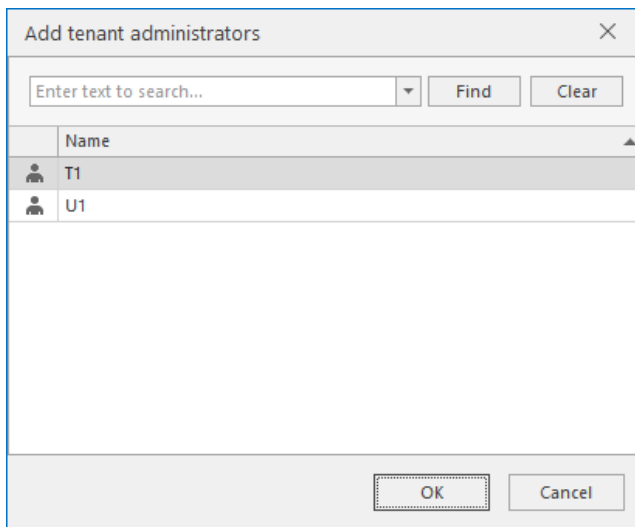 Add tenant administrators
Enter text to search...
Find
Clear
Name
T1
U1
OK
Cancel